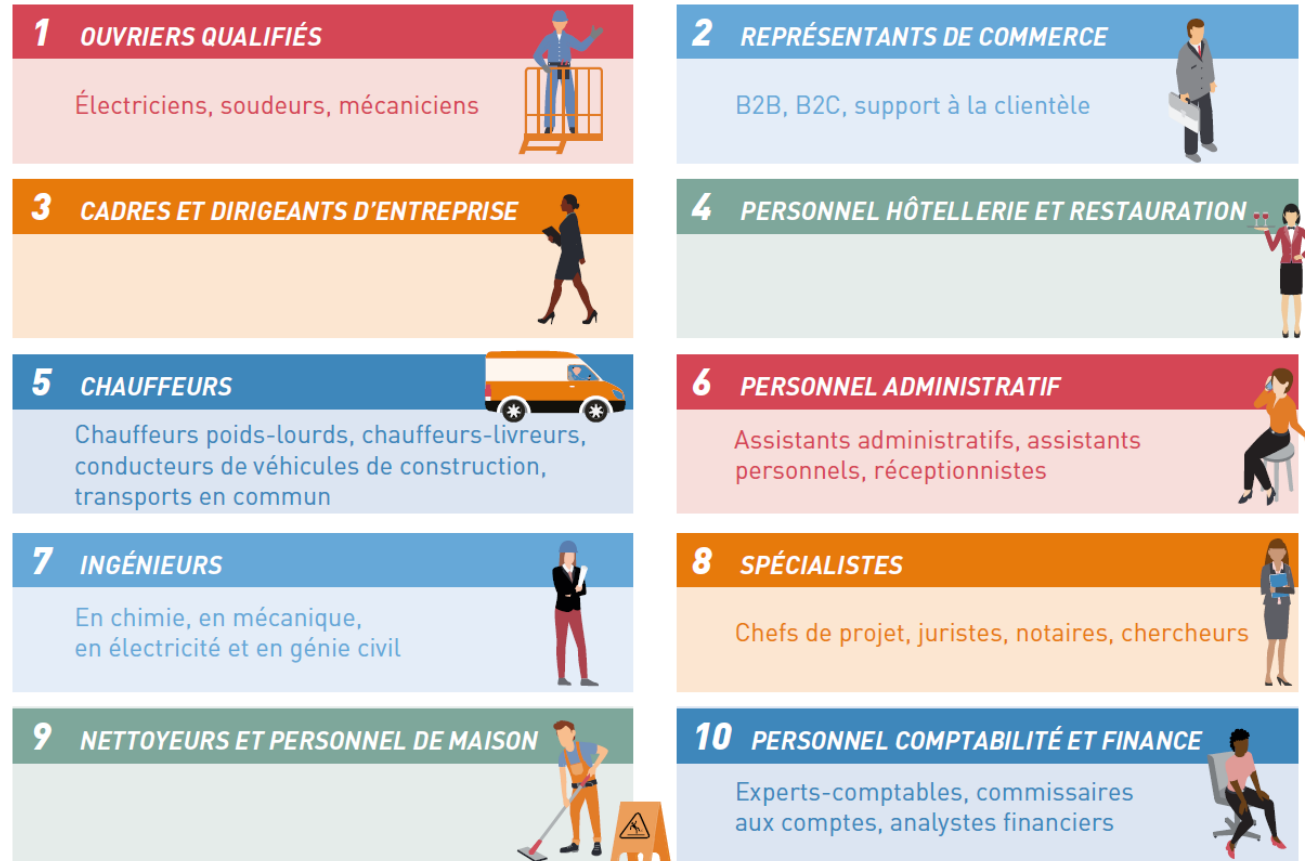 1 OUVRIERS QUALIFIÉS
Électriciens, soudeurs, mécaniciens
2 REPRÉSENTANTS DE COMMERCE
B2B, B2C, support à la clientèle
3 CADRES ET DIRIGEANTS D'ENTREPRISE
4 PERSONNEL HÔTELLERIE ET RESTAURATION
5 CHAUFFEURS
Chauffeurs poids-lourds, chauffeurs-livreurs,
conducteurs de véhicules de construction,
transports en commun
6 PERSONNEL ADMINISTRATIF
Assistants administratifs, assistants
personnels, réceptionnistes
7 INGÉNIEURS
En chimie, en mécanique,
en électricité et en génie civil
8 SPÉCIALISTES
Chefs de projet, juristes, notaires, chercheurs
9 NETTOYEURS ET PERSONNEL DE MAISON
10 PERSONNEL COMPTABILITÉ ET FINANCE
Experts-comptables, commissaires
aux comptes, analystes financiers